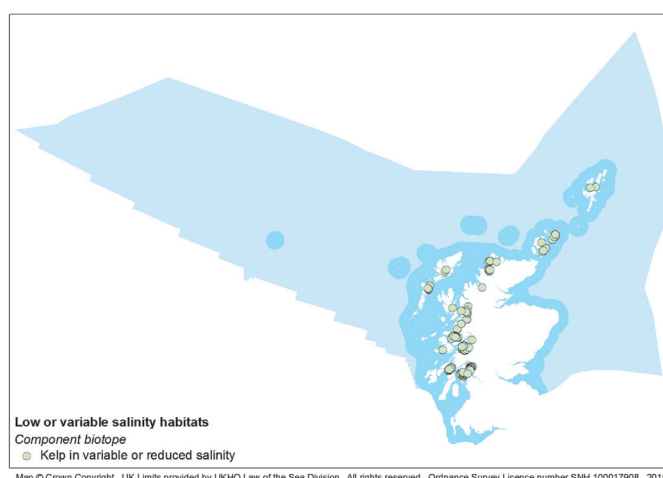 Low or variable salinity habitats
Component biotope
Kelp in variable or reduced salinity
Map © Crown Copyright. UK Limits provided by UKHO Law of the Sea Division. All rights reserved. Ordnance Survey Licence number SNH 100017908